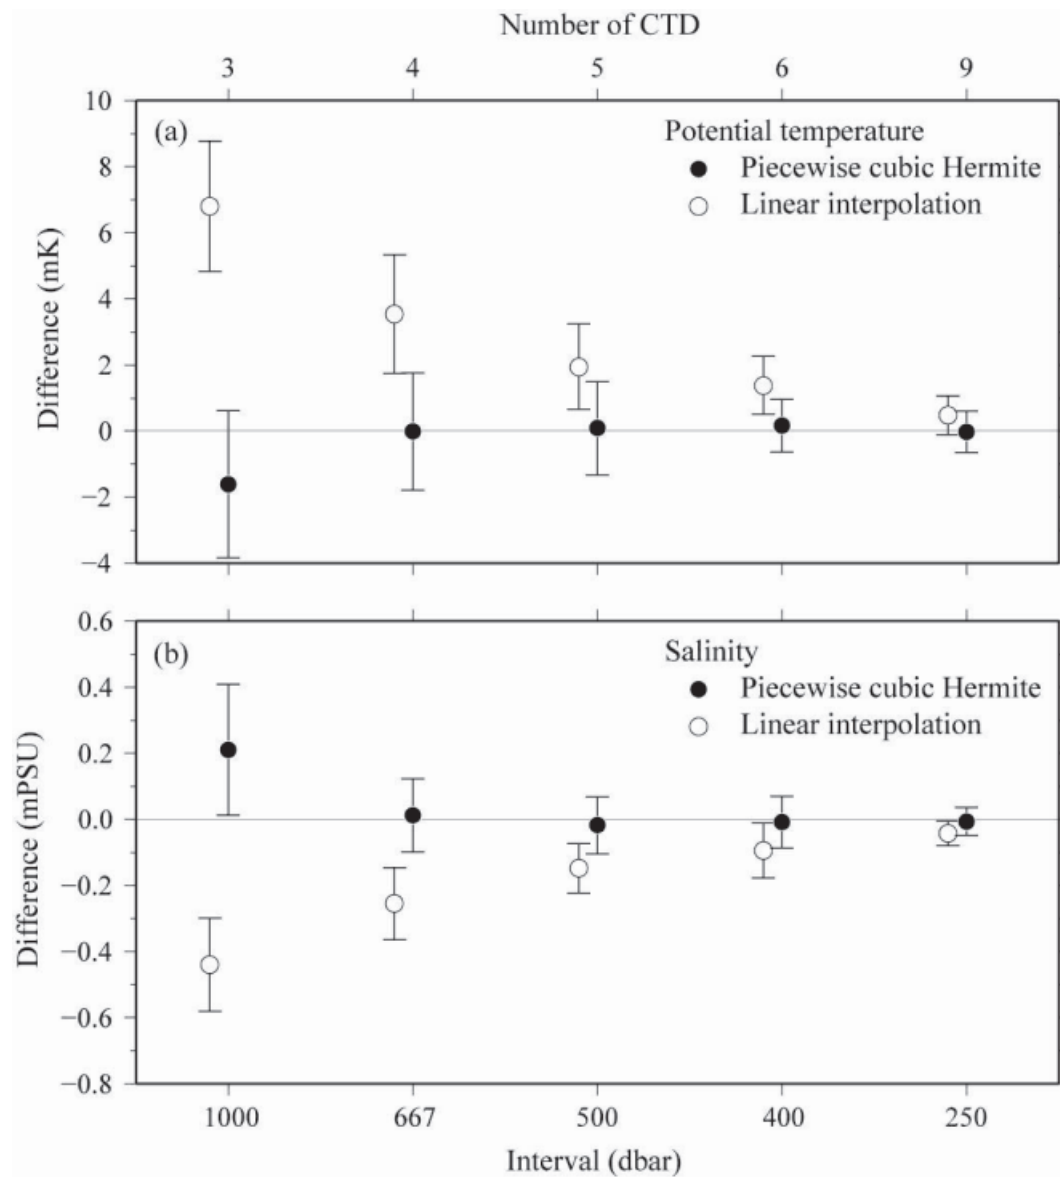 Number of CTD
3 4 5 6 9
(a)
Potential temperature
Piecewise cubic Hermite
Linear interpolation
Difference (mK)
10
8
6
4
2
0
−2
−4
(b)
Salinity
Piecewise cubic Hermite
Linear interpolation
Difference (mPSU)
0.6
0.4
0.2
0.0
−0.2
−0.4
−0.6
−0.8
1000 667 500 400 250
Interval (dbar)